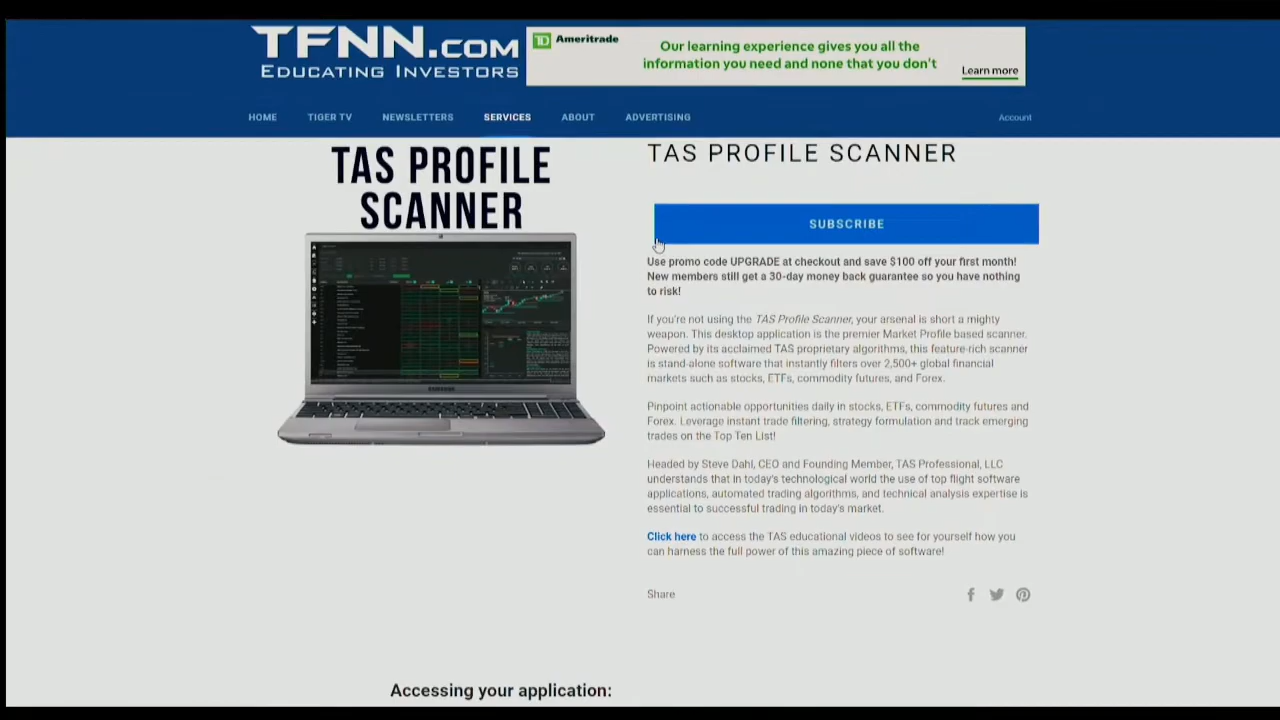 TFNN.COM
EDUCATING INVESTORS
TD Ameritrade
Our learning experience gives you all the
information you need and none that you don't
Learn more
HOME TIGER TV NEWSLETTERS SERVICES ABOUT ADVERTISING Account
TAS PROFILE
SCANNER
SAMSUNG
TAS PROFILE SCANNER
SUBSCRIBE
Use promo code UPGRADE at checkout and save $100 off your first month!
New members still get a 30-day money back guarantee so you have nothing
to risk!
If you're not using the TAS Profile Scanner, your arsenal is short a mighty
weapon. This desktop application is the premier Market Profile based scanner.
Powered by its acclaimed TAS proprietary algorithms, this feature-rich scanner
is stand-alone software that instantly filters over 2,500+ global financial
markets such as stocks, ETFs, commodity futures, and Forex.
Pinpoint actionable opportunities daily in stocks, ETFs, commodity futures and
Forex. Leverage instant trade filtering, strategy formulation and track emerging
trades on the Top Ten List!
Headed by Steve Dahl, CEO and Founding Member, TAS Professional, LLC
understands that in today's technological world the use of top flight software
applications, automated trading algorithms, and technical analysis expertise is
essential to successful trading in today's market.
Click here to access the TAS educational videos to see for yourself how you
can harness the full power of this amazing piece of software!
Share
Accessing your application: